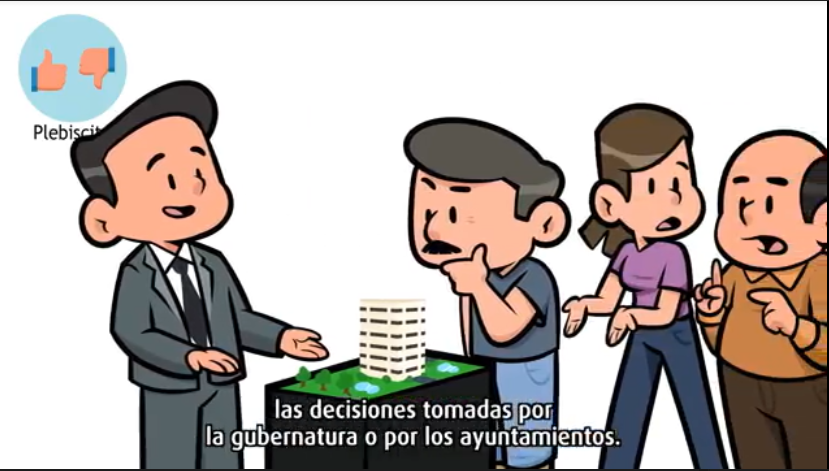 Plebiscit
las decisiones tomadas por
la gubernatura o por los ayuntamientos.